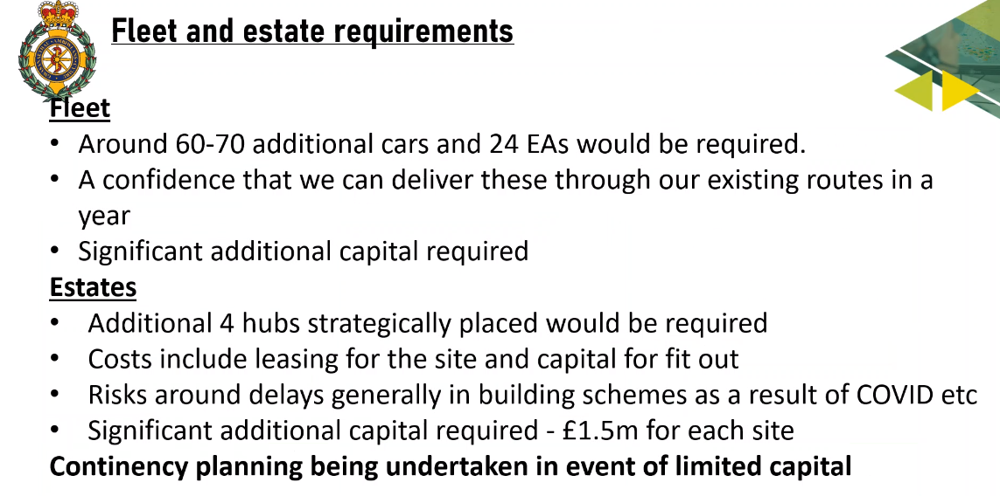 Fleet and estate requirements
Fleet
• Around 60-70 additional cars and 24 EAs would be required.
• A confidence that we can deliver these through our existing routes in a
year
• Significant additional capital required
Estates
• Additional 4 hubs strategically placed would be required
• Costs include leasing for the site and capital for fit out
• Risks around delays generally in building schemes as a result of COVID etc
• Significant additional capital required - £1.5m for each site
Continency planning being undertaken in event of limited capital